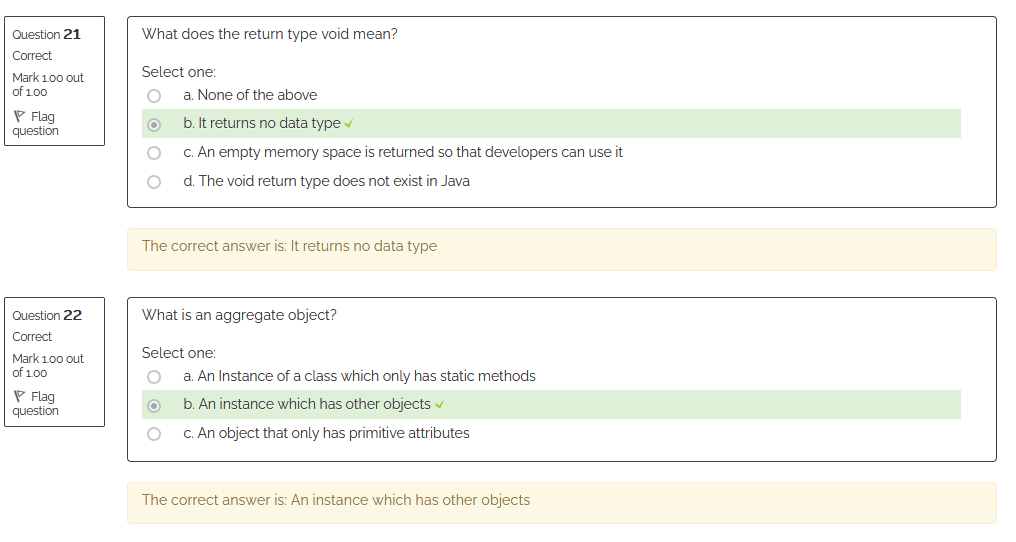 Question 21
Correct
Mark 1.00 out
of 1.00
Flag
question
What does the return type void mean?
Select one:
a. None of the above
b. It returns no data type
c. An empty memory space is returned so that developers can use it
d. The void return type does not exist in Java
The correct answer is: It returns no data type
Question 22
Correct
Mark 1.00 out
of 1.00
Flag
question
What is an aggregate object?
Select one:
a. An Instance of a class which only has static methods
b. An instance which has other objects
c. An object that only has primitive attributes
The correct answer is: An instance which has other objects